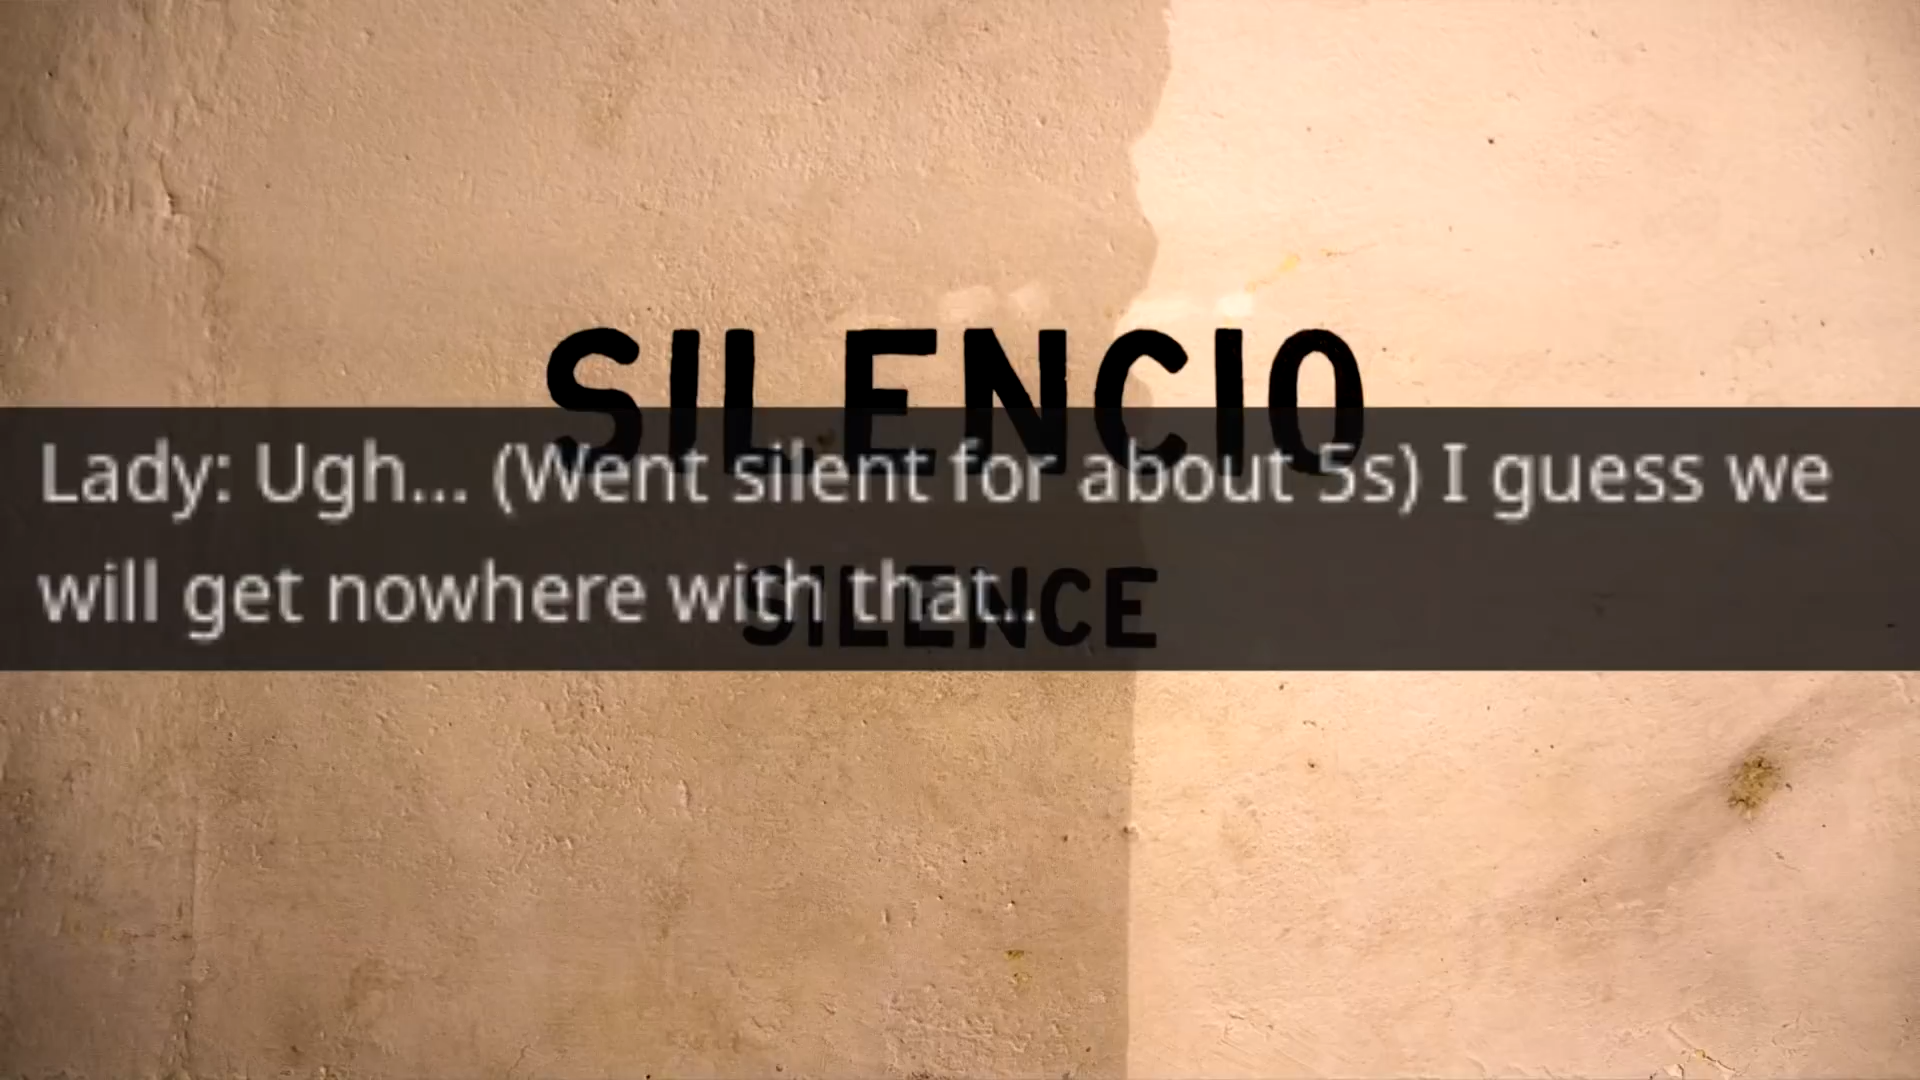 SILENCIO
Lady: Ugh... (Went silent for about 5s) I guess we
will get nowhere with that...
SILENCE